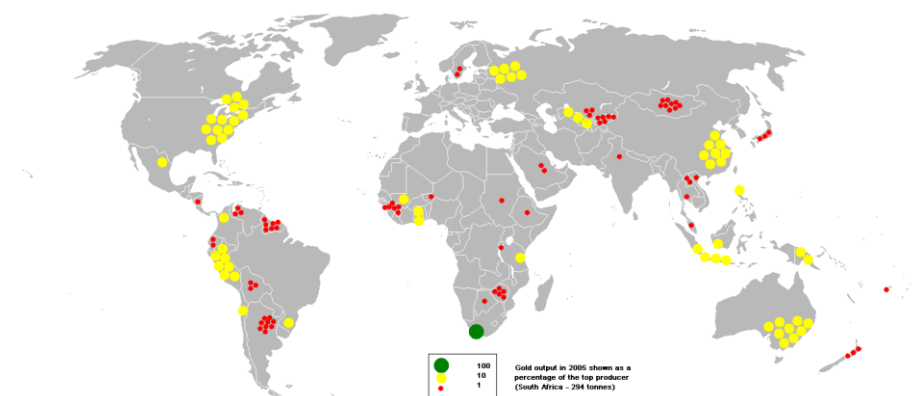 100
10
1
Gold output in 2005 shown as a
percentage of the top producer
(South Africa - 294 tonnes)